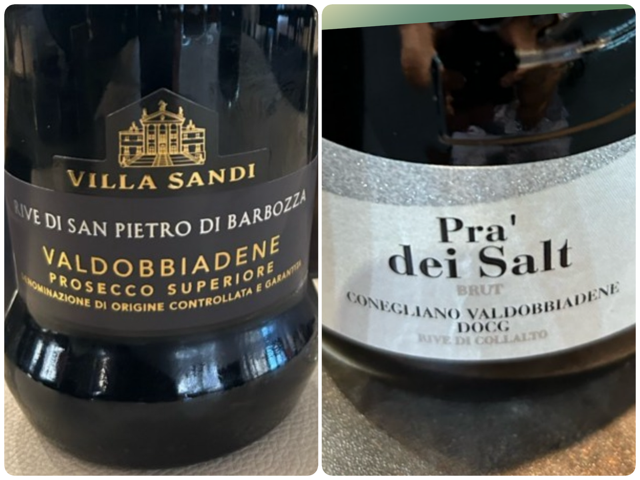 VILLA SANDI
RIVE DI SAN PIETRO DI BARBOZZA
VALDOBBIADENE
PROSECCO SUPERIORE
DENOMINAZIONE DI ORIGINE CONTROLLATA E GARANTITA
Pra'
dei Salt
BRUT
CONEGLIANO VALDOBBIADENE
DOCG
RIVE DI COLLALTO